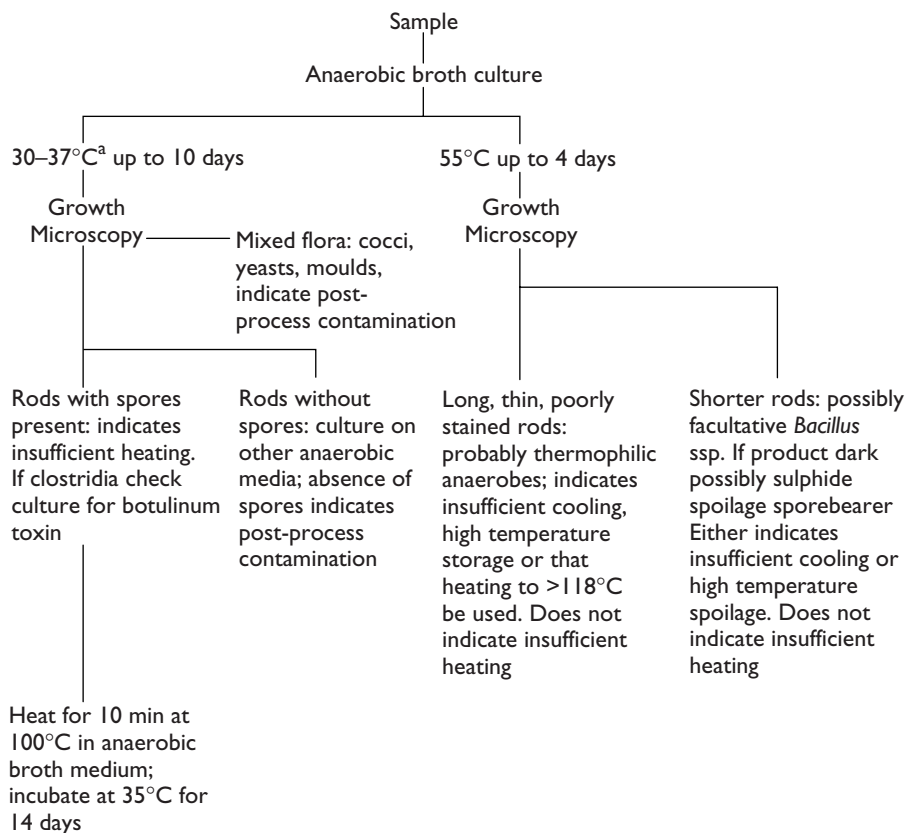 Sample
Anaerobic broth culture
30–37°Cᵃ up to 10 days
55°C up to 4 days
Growth
Microscopy
Growth
Microscopy
Mixed flora: cocci,
yeasts, moulds,
indicate post-
process contamination
Rods with spores
present: indicates
insufficient heating.
If clostridia check
culture for botulinum
toxin
Rods without
spores: culture on
other anaerobic
media; absence of
spores indicates
post-process
contamination
Long, thin, poorly
stained rods:
probably thermophilic
anaerobes; indicates
insufficient cooling,
high temperature
storage or that
heating to >118°C
be used. Does not
indicate insufficient
heating
Shorter rods: possibly
facultative Bacillus
ssp. If product dark
possibly sulphide
spoilage sporebearer
Either indicates
insufficient cooling or
high temperature
spoilage. Does not
indicate insufficient
heating
Heat for 10 min at
100°C in anaerobic
broth medium;
incubate at 35°C for
14 days